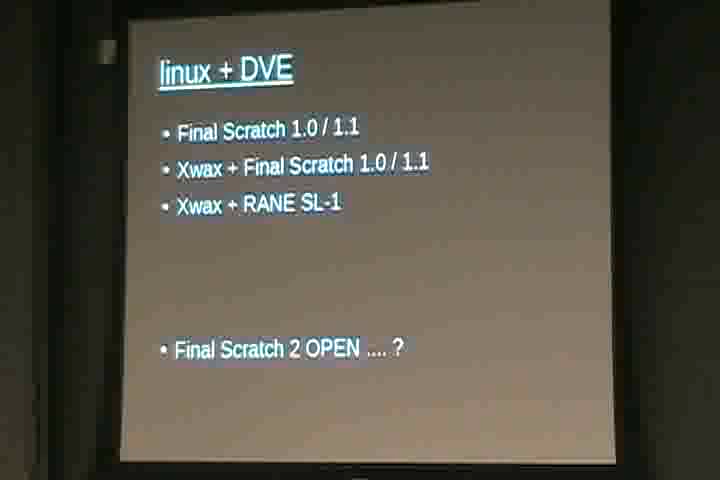 linux + DVE
• Final Scratch 1.0 / 1.1
• Xwax + Final Scratch 1.0 / 1.1
• Xwax + RANE SL-1
• Final Scratch 2 OPEN .... ?